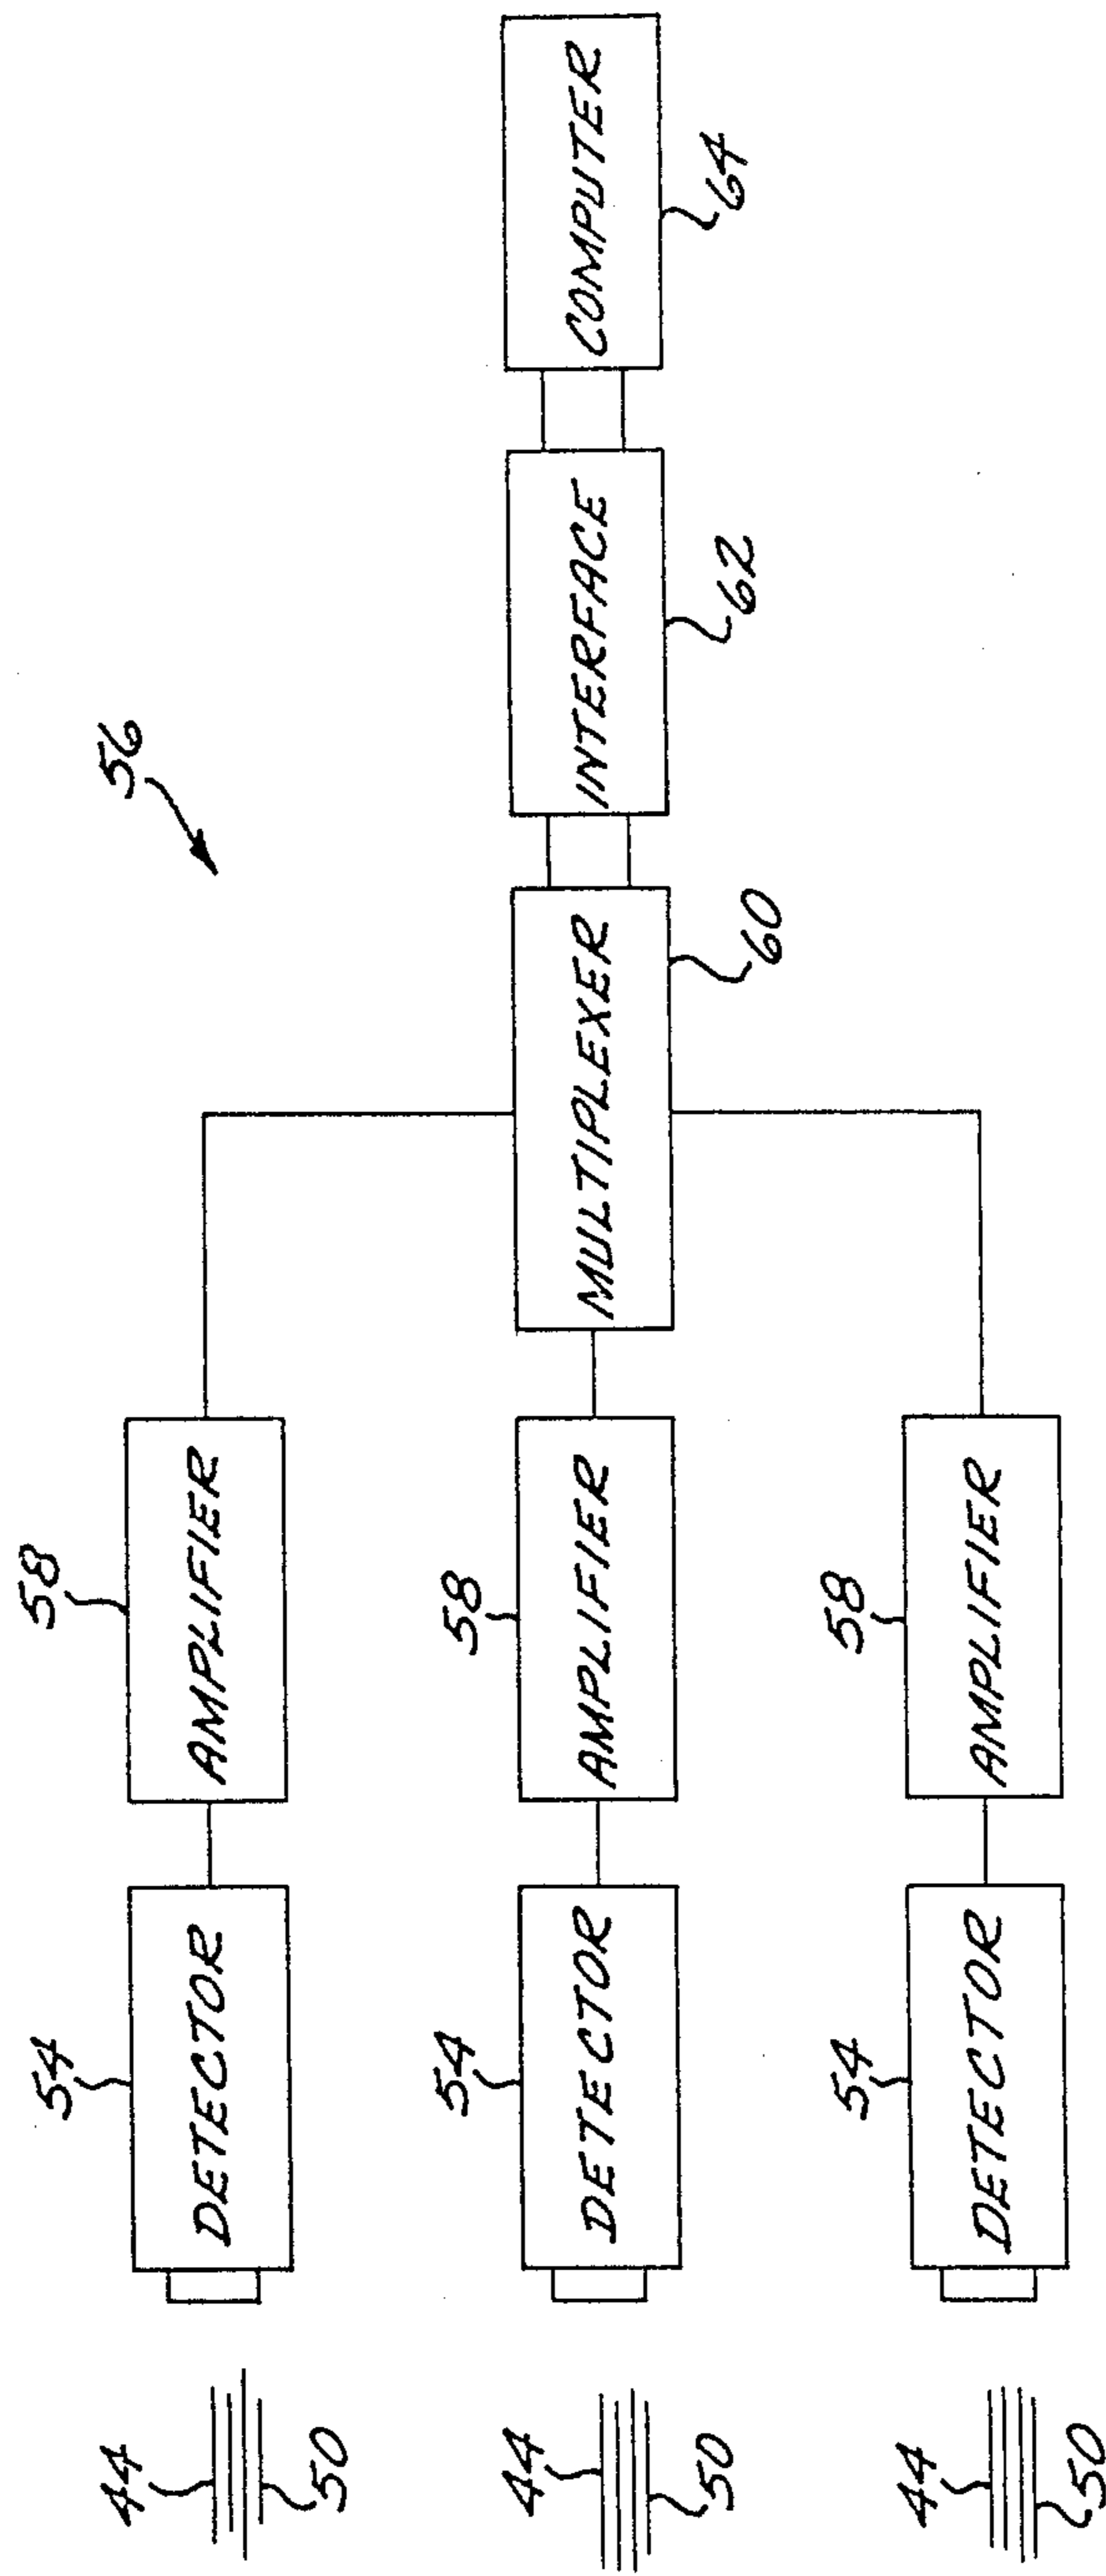 56
44
50
54
DETECTOR
58
AMPLIFIER
44
50
54
DETECTOR
58
AMPLIFIER
MULTIPLEXER
60
INTERFACE
62
COMPUTER
64
44
50
54
DETECTOR
58
AMPLIFIER